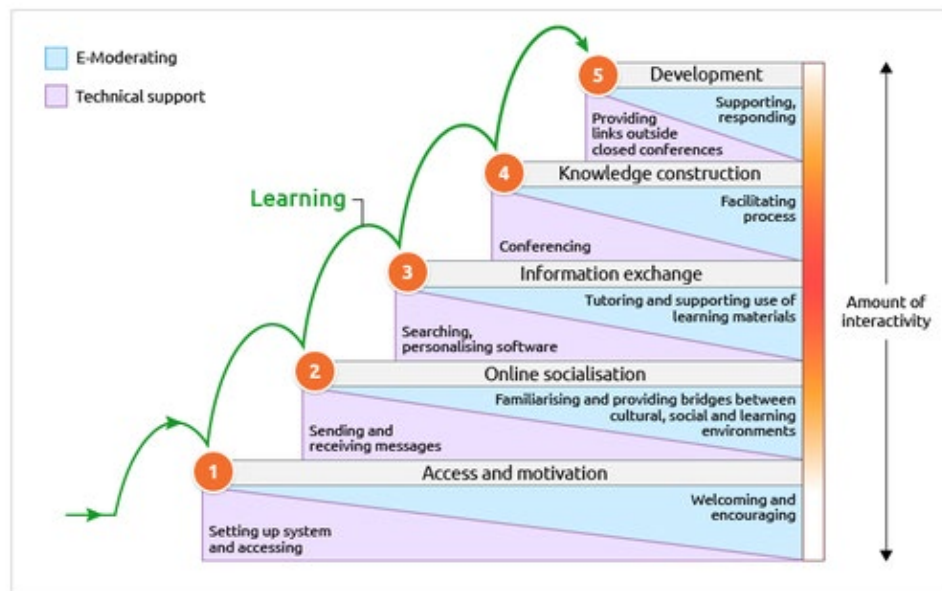 E-Moderating
Technical support
Learning
5
Development
Supporting,
responding
Providing
links outside
closed conferences
4
Knowledge construction
Facilitating
process
Conferencing
3
Information exchange
Tutoring and supporting use of
learning materials
Searching,
personalising software
2
Online socialisation
Familiarising and providing bridges between
cultural, social and learning
environments
Sending and
receiving messages
1
Access and motivation
Welcoming and
encouraging
Setting up system
and accessing
Amount of
interactivity